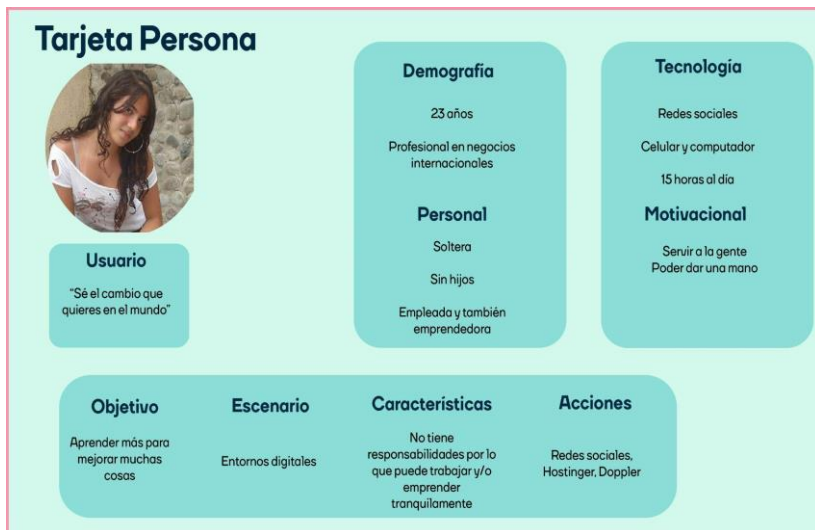 Tarjeta Persona
Usuario
"Sé el cambio que
quieres en el mundo"
Demografía
23 años
Profesional en negocios
internacionales
Personal
Soltera
Sin hijos
Empleada y también
emprendedora
Tecnología
Redes sociales
Celular y computador
15 horas al día
Motivacional
Servir a la gente
Poder dar una mano
Objetivo
Aprender más para
mejorar muchas
cosas
Escenario
Entornos digitales
Características
No tiene
responsabilidades por lo
que puede trabajar y/o
emprender
tranquilamente
Acciones
Redes sociales,
Hostinger, Doppler